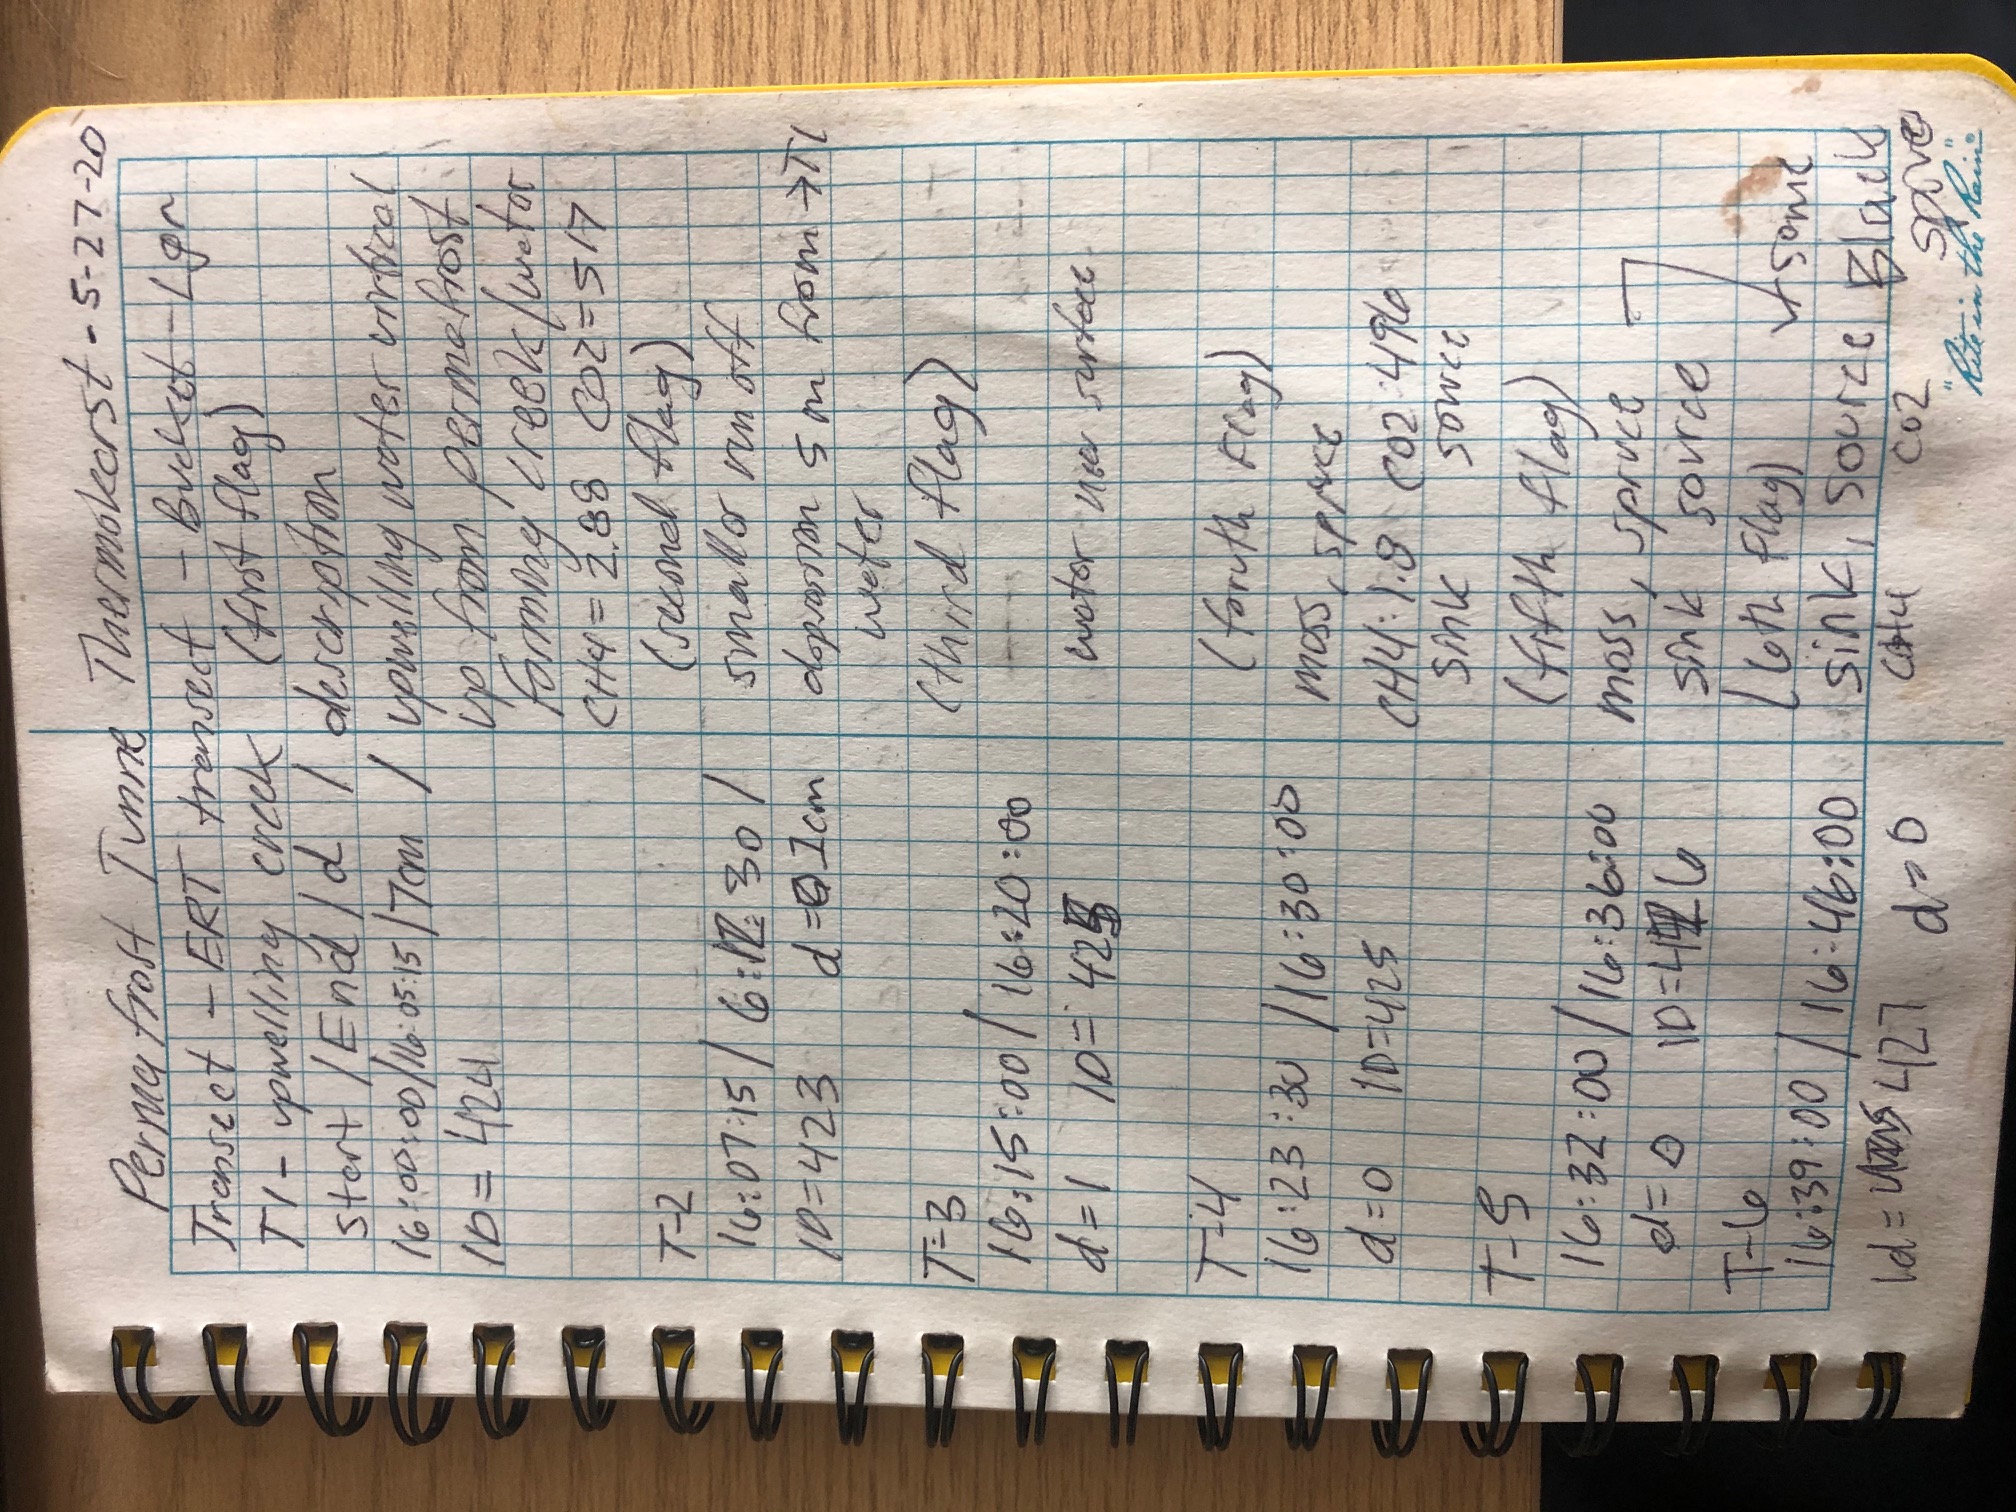 Permafrost Tunne Thermokarst - 5-27-20
Transect - ERT transect - Bucket - Lgr
T1 - upwelling creek (first flag)
start / End / d / description
16:00:00/16:05:15/7cm / upwelling water virtical
ID = 424 up from permafrost
forming creek/water
CH4 = 2.88 CO2 = 517
T-2 (second flag)
16:07:15 / 6:12:30 / smaller run off
ID=423 d= 1cm depression 5 m from → T1
water
T-3 (third flag)
16:15:00 / 16:20:00
d=1 ID = water near surface
T-4 (foruth Flag)
16:23:30 / 16:30:00 moss, spruce
d=0 ID=425 CH4:1.8 CO2:496
sink source
T-5 (fifth flag)
16:32:00 / 16:36:00 moss, spruce
d=0 ID=426 sink source
T-6 (6th Flag) some
16:39:00 / 16:46:00 sink, source Black
Id = 427 d=0 CH4 CO2 spruce
"Rite in the Rain"